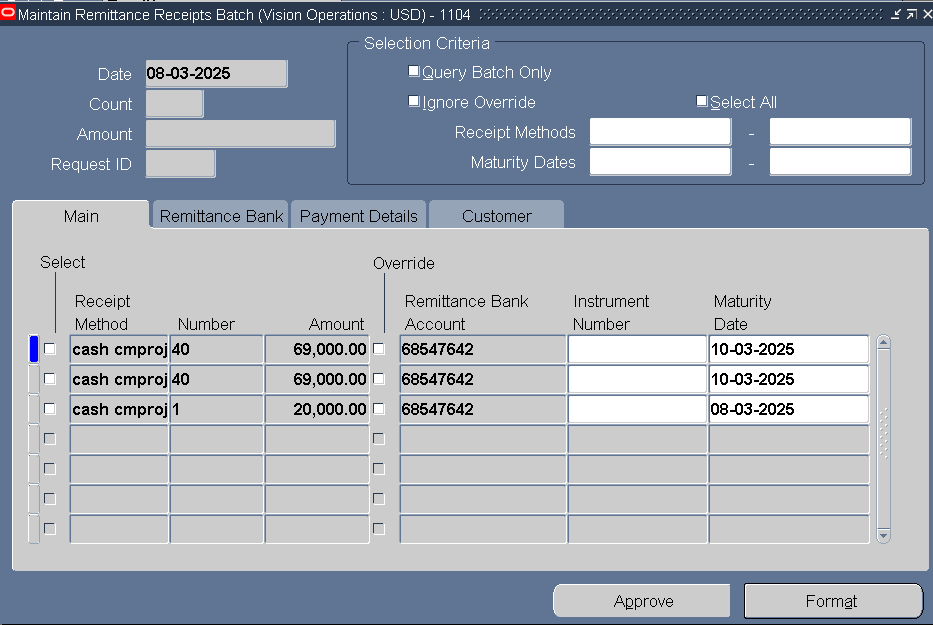 Maintain Remittance Receipts Batch (Vision Operations : USD) - 1104
Selection Criteria
Date 08-03-2025
Query Batch Only
Count
Ignore Override Select All
Amount
Receipt Methods -
Request ID
Maturity Dates -
Main Remittance Bank Payment Details Customer
Select Override
Receipt Remittance Bank Instrument Maturity
Method Number Amount Account Number Date
cash cmproj 40 69,000.00 68547642 10-03-2025
cash cmproj 40 69,000.00 68547642 10-03-2025
cash cmproj 1 20,000.00 68547642 08-03-2025
Approve Format